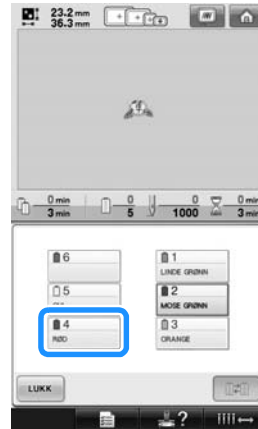 23.2 mm
36.3 mm
0 min
3 min
0
5
0
1000
0 min
3 min
6
1
LINDE GRØNN
5
2
MOSE GRØNN
4
RØD
3
ORANGE
LUKK
?